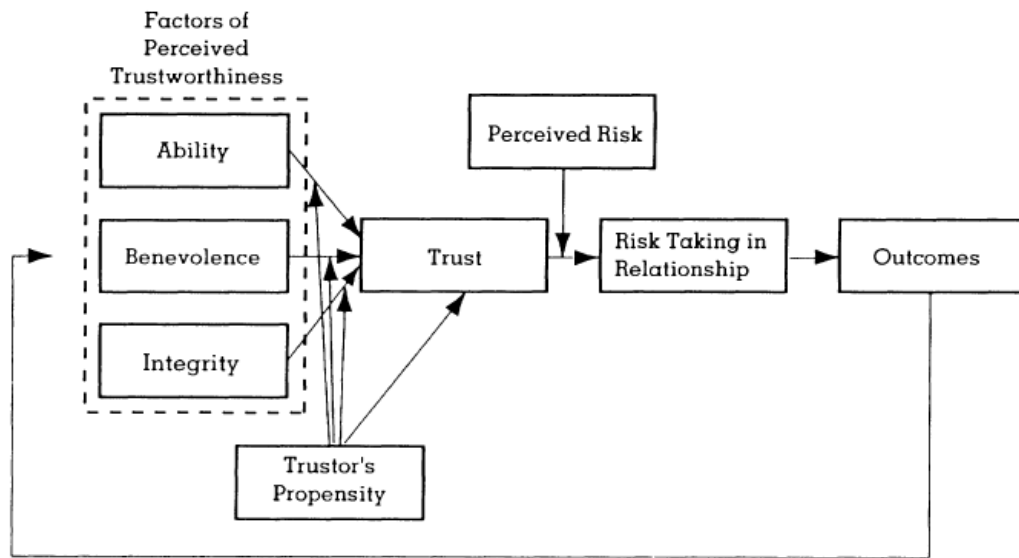 Factors of
Perceived
Trustworthiness
Ability
Benevolence
Integrity
Trustor's
Propensity
Trust
Perceived Risk
Risk Taking in
Relationship
Outcomes